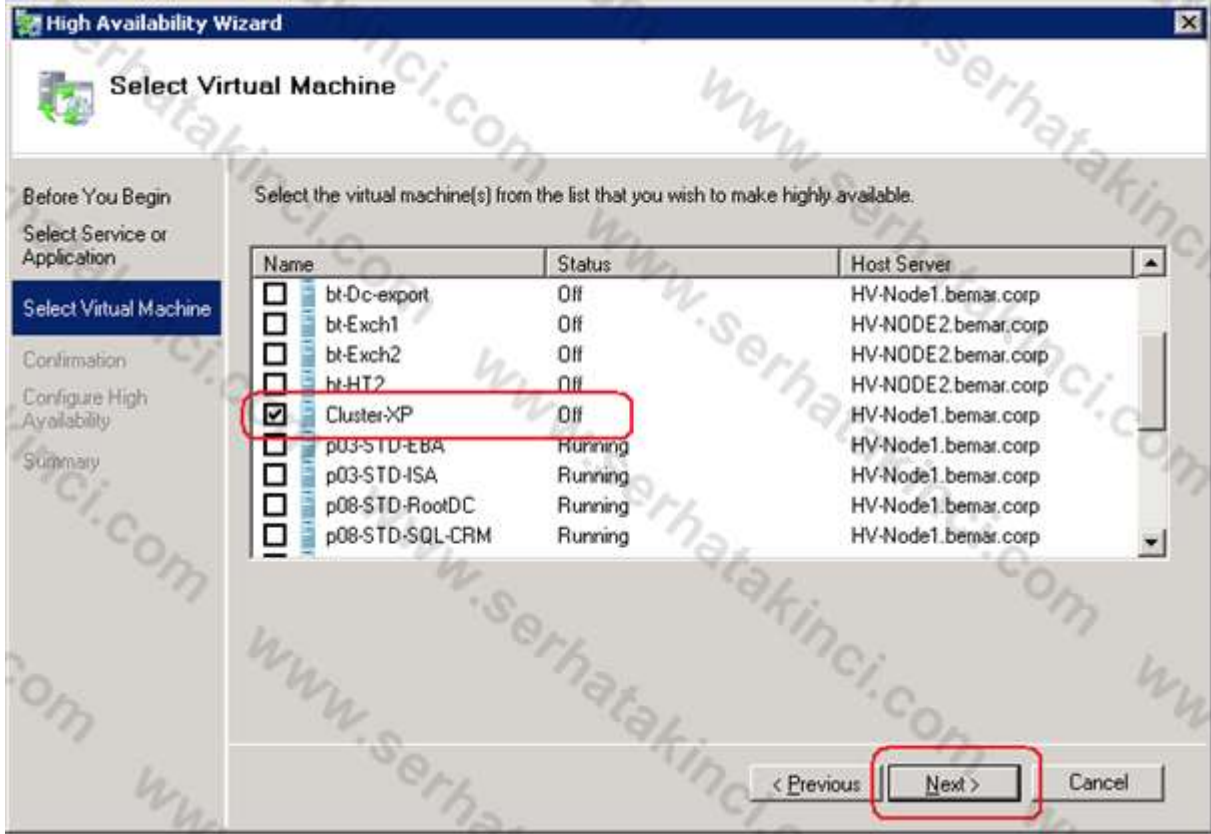 High Availability Wizard
Select Virtual Machine
Before You Begin
Select Service or
Application
Select Virtual Machine
Confirmation
Configure High
Availability
Summary
Select the virtual machine(s) from the list that you wish to make highly available.
Name Status Host Server
bt-Dc-export Off HV-Node1.bemar.corp
bt-Exch1 Off HV-NODE2.bemar.corp
bt-Exch2 Off HV-NODE2.bemar.corp
bt-HT2 Off HV-NODE2.bemar.corp
Cluster-XP Off HV-Node1.bemar.corp
p03-STD-EBA Running HV-Node1.bemar.corp
p03-STD-ISA Running HV-Node1.bemar.corp
p08-STD-RootDC Running HV-Node1.bemar.corp
p08-STD-SQL-CRM Running HV-Node1.bemar.corp
< Previous Next > Cancel
www.serhatakinci.com